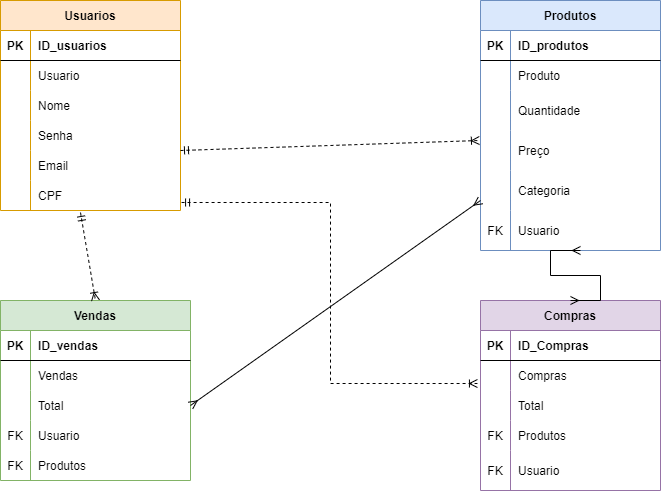 Usuarios
PK ID_usuarios
Usuario
Nome
Senha
Email
CPF
Produtos
PK ID_produtos
Produto
Quantidade
Preço
Categoria
FK Usuario
Vendas
PK ID_vendas
Vendas
Total
FK Usuario
FK Produtos
Compras
PK ID_Compras
Compras
Total
FK Produtos
FK Usuario